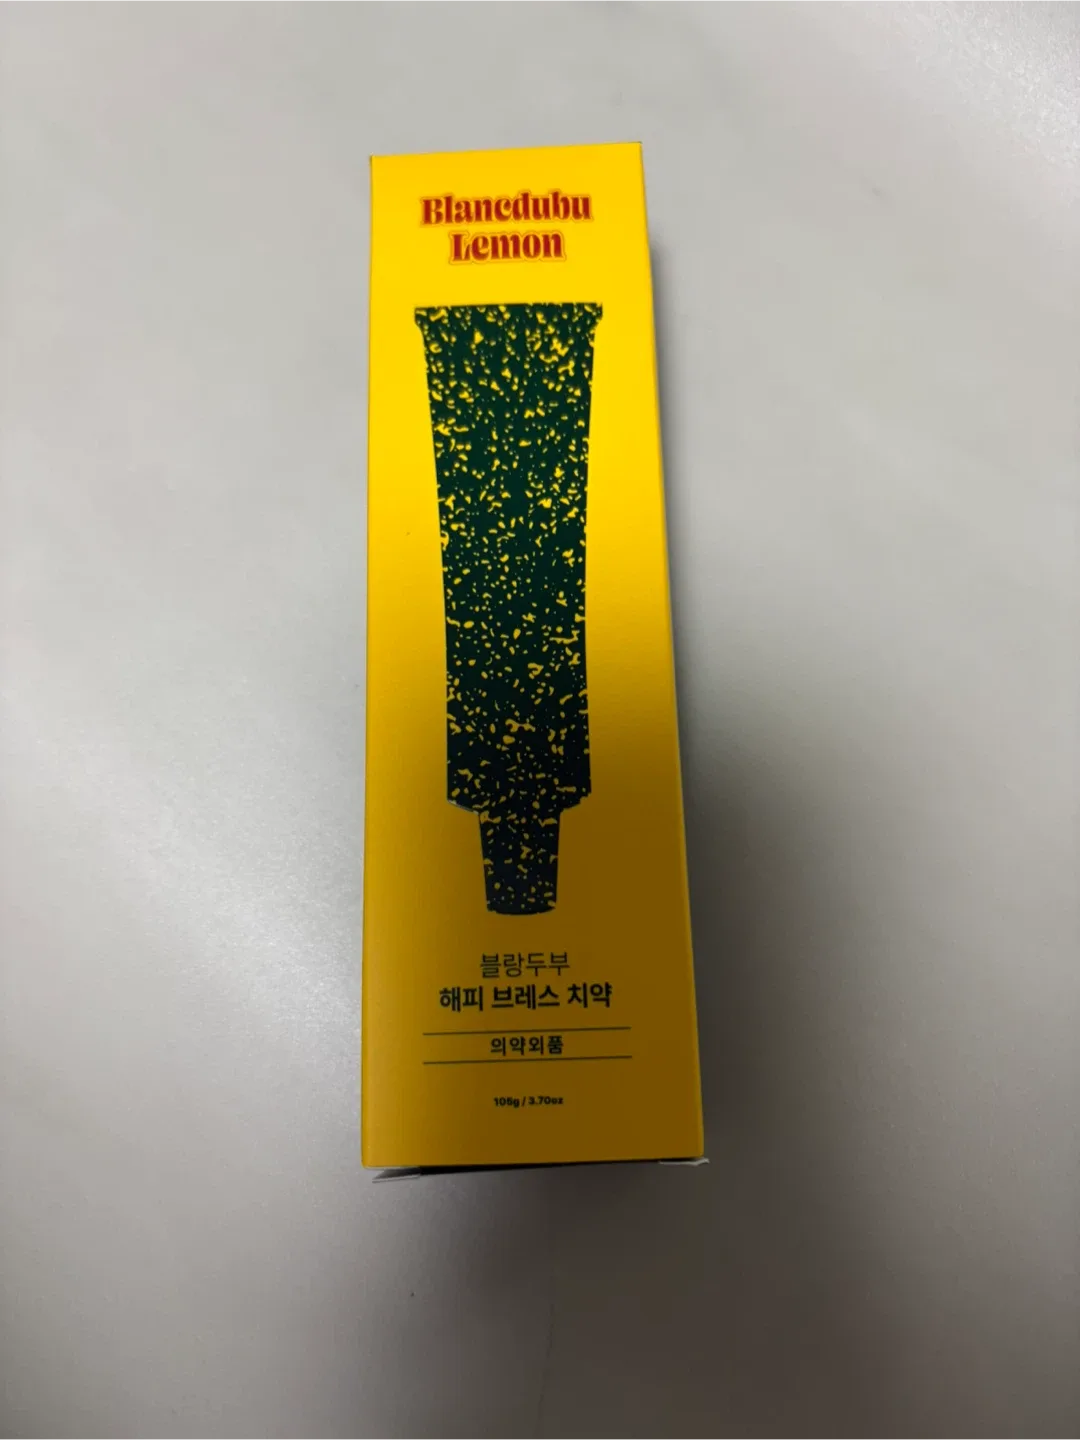 Blancdubu
Lemon
블랑두부
해피 브레스 치약
의약외품
105g / 3.70oz